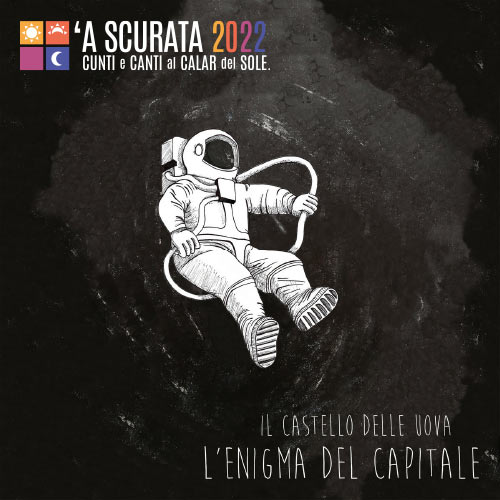 ‘A SCURATA 2022
CUNTI e CANTI al CALAR del SOLE.
IL CASTELLO DELLE UOVA
L'ENIGMA DEL CAPITALE